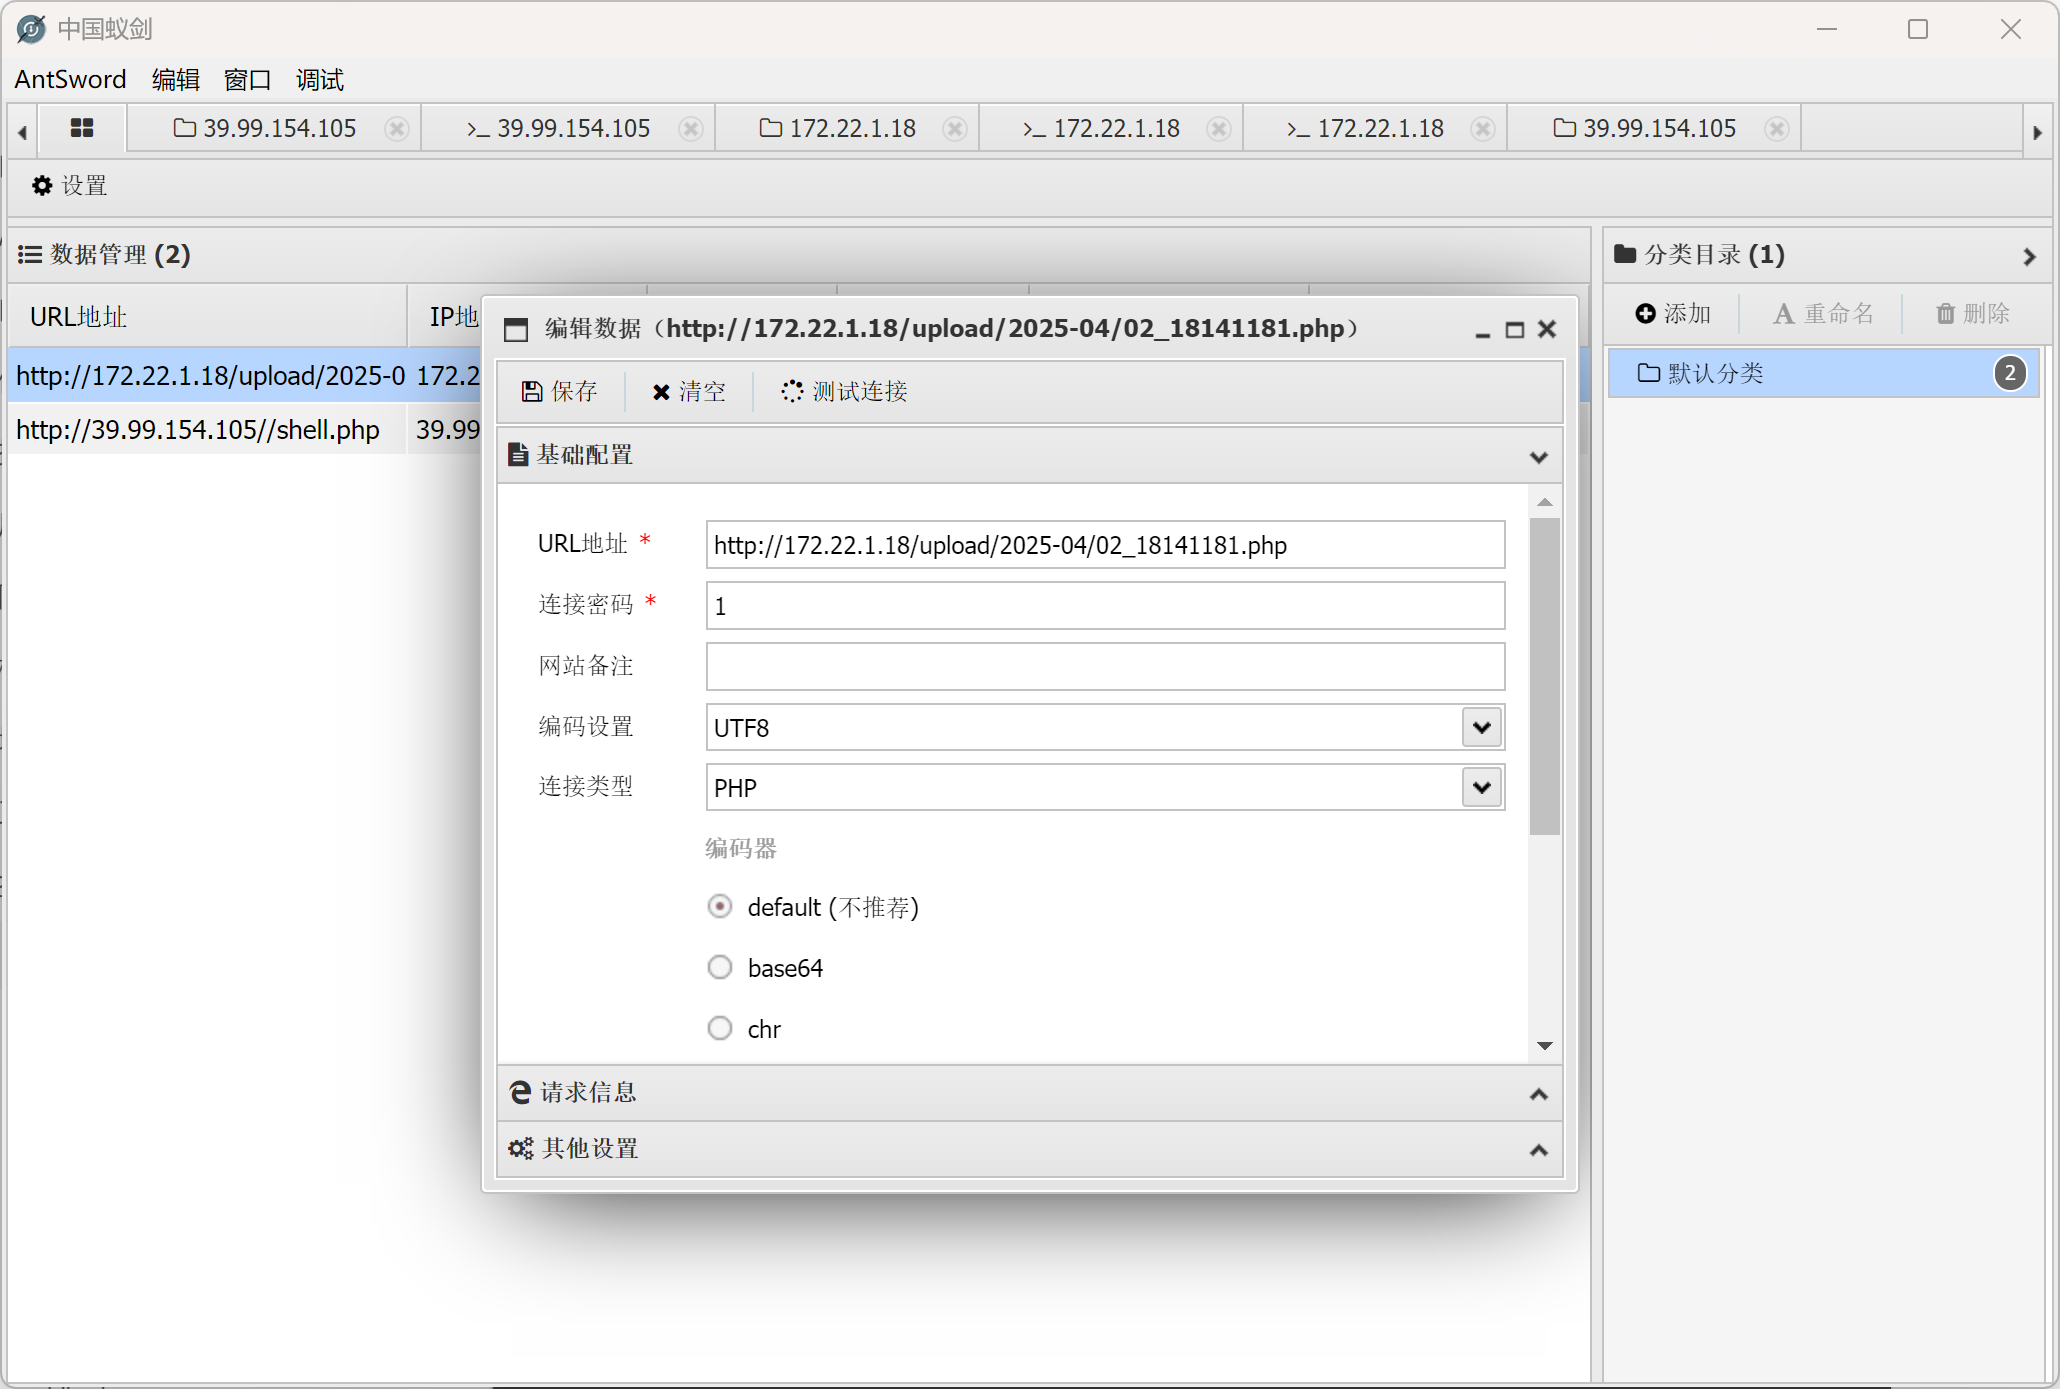 中国蚁剑
AntSword 编辑 窗口 调试
39.99.154.105 >_ 39.99.154.105 172.22.1.18 >_ 172.22.1.18 >_ 172.22.1.18 39.99.154.105
设置
数据管理 (2)
URL地址 IP地
http://172.22.1.18/upload/2025-0 172.2
http://39.99.154.105//shell.php 39.99
编辑数据（http://172.22.1.18/upload/2025-04/02_18141181.php）
保存 清空 测试连接
基础配置
URL地址 * http://172.22.1.18/upload/2025-04/02_18141181.php
连接密码 * 1
网站备注
编码设置 UTF8
连接类型 PHP
编码器
default (不推荐)
base64
chr
请求信息
其他设置
分类目录 (1)
添加 A 重命名 删除
默认分类 2